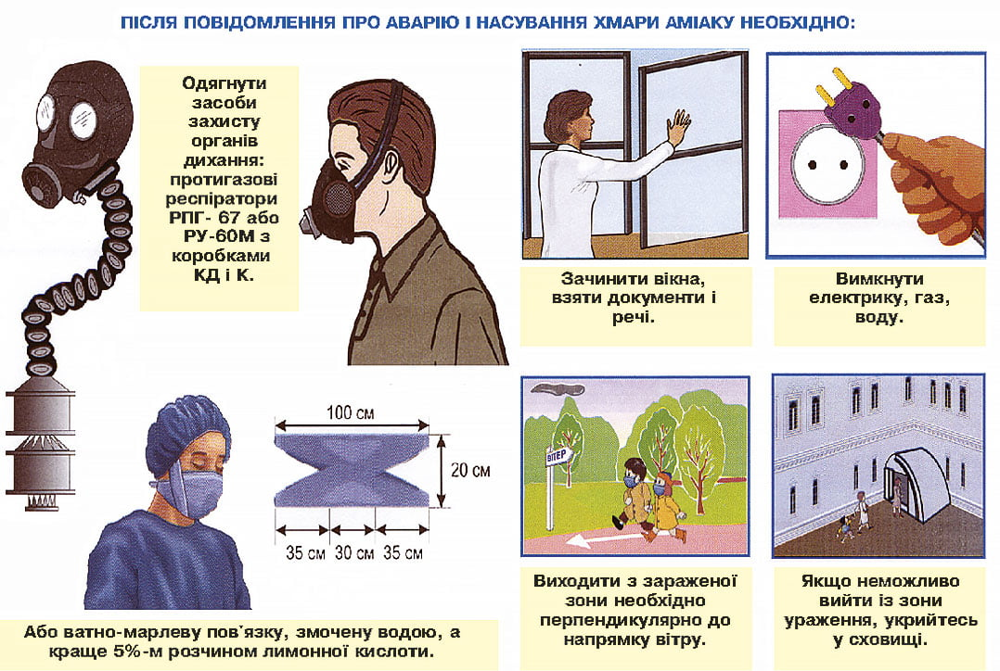 ПІСЛЯ ПОВІДОМЛЕННЯ ПРО АВАРІЮ І НАСУВАННЯ ХМАРИ АМІАКУ НЕОБХІДНО:
Одягнути
засоби
захисту
органів
дихання:
протигазові
респіратори
РПГ- 67 або
РУ-60М з
коробками
КД і К.
Зачинити вікна,
взяти документи і
речі.
Вимкнути
електрику, газ,
воду.
100 см
20 см
35 см 30 см 35 см
Або ватно-марлеву пов'язку, змочену водою, а
краще 5%-м розчином лимонної кислоти.
ВІТЕР
Виходити з зараженої
зони необхідно
перпендикулярно до
напрямку вітру.
Якщо неможливо
вийти із зони
ураження, укрийтесь
у сховищі.